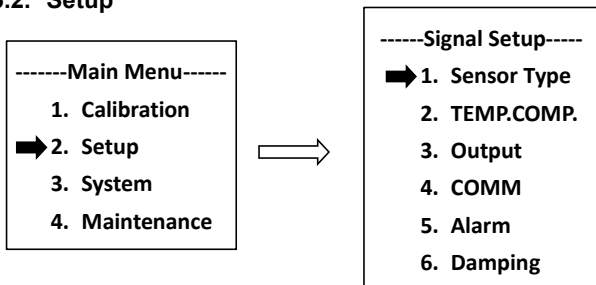 2. Setup
-------Main Menu------
1. Calibration
2. Setup
3. System
4. Maintenance
------Signal Setup-----
1. Sensor Type
2. TEMP.COMP.
3. Output
4. COMM
5. Alarm
6. Damping